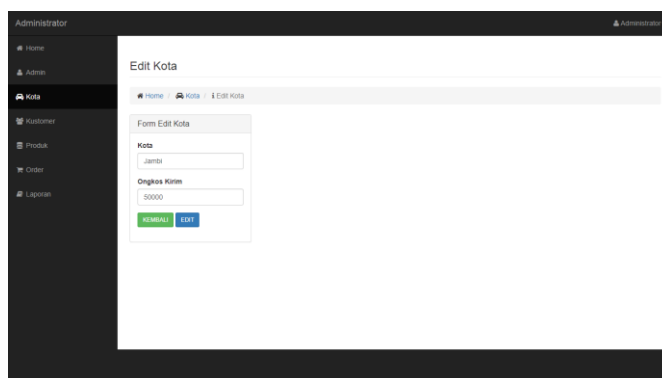 Administrator
Administrator
Home
Admin
Kota
Kustomer
Produk
Order
Laporan
Edit Kota
Home / Kota / Edit Kota
Form Edit Kota
Kota
Jambi
Ongkos Kirim
50000
KEMBALI EDIT